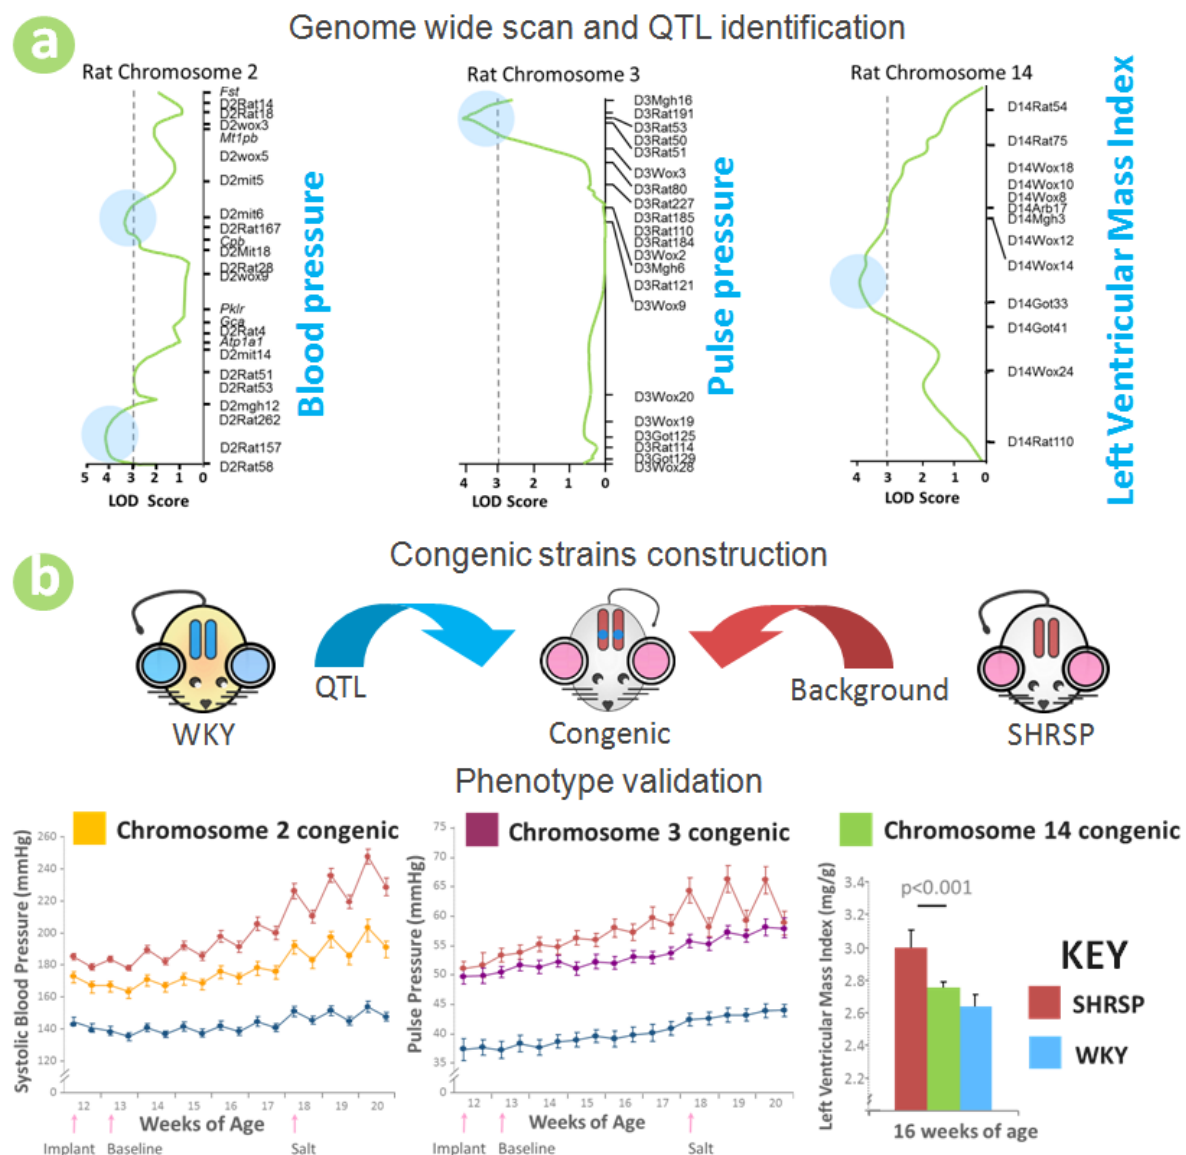 a
Genome wide scan and QTL identification
Rat Chromosome 2
Fst
D2Rat14
D2Rat18
D2wox3
Mt1pb
D2wox5
D2mit5
D2mit6
D2Rat167
Cpb
D2Mit18
D2Rat28
D2wox9
Pklr
Gca
D2Rat4
Atp1a1
D2mit14
D2Rat51
D2Rat53
D2mgh12
D2Rat262
D2Rat157
D2Rat58
5 4 3 2 1 0
LOD Score
Blood pressure
Rat Chromosome 3
D3Mgh16
D3Rat191
D3Rat53
D3Rat50
D3Rat51
D3Wox3
D3Rat80
D3Rat227
D3Rat185
D3Rat110
D3Rat184
D3Wox2
D3Mgh6
D3Rat121
D3Wox9
D3Wox20
D3Wox19
D3Got125
D3Rat114
D3Got129
D3Wox28
4 3 2 1 0
LOD Score
Pulse pressure
Rat Chromosome 14
D14Rat54
D14Rat75
D14Wox18
D14Wox10
D14Wox8
D14Arb17
D14Mgh3
D14Wox12
D14Wox14
D14Got33
D14Got41
D14Wox24
D14Rat110
4 3 2 1 0
LOD Score
Left Ventricular Mass Index
b
Congenic strains construction
QTL
Background
WKY
Congenic
SHRSP
Phenotype validation
Chromosome 2 congenic
Systolic Blood Pressure (mmHg)
260
240
220
200
180
160
140
120
0
12 13 14 15 16 17 18 19 20
Weeks of Age
Implant Baseline Salt
Chromosome 3 congenic
Pulse Pressure (mmHg)
75
70
65
60
55
50
45
40
35
0
12 13 14 15 16 17 18 19 20
Weeks of Age
Implant Baseline Salt
Chromosome 14 congenic
Left Ventricular Mass Index (mg/g)
3.4
3.2
3.0
2.8
2.6
2.4
2.2
p<0.001
16 weeks of age
KEY
SHRSP
WKY